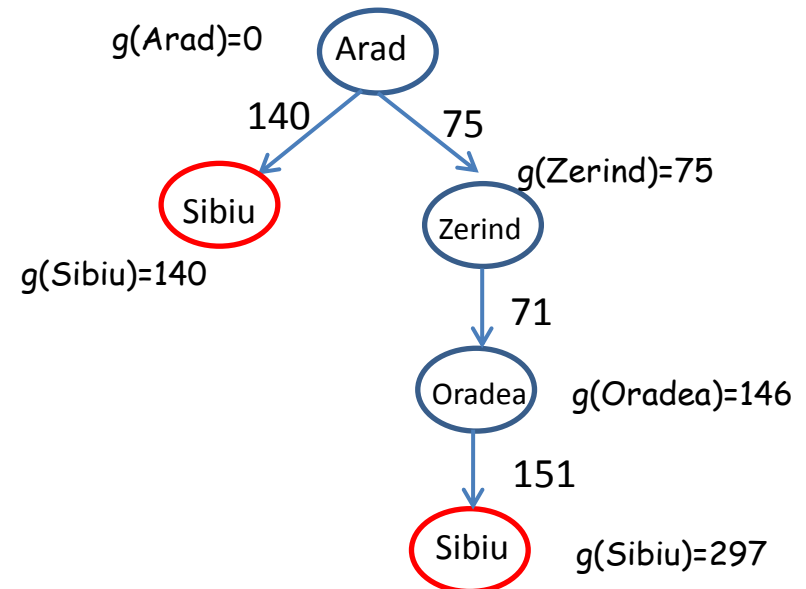 g(Arad)=0
Arad
140
75
g(Zerind)=75
Sibiu
Zerind
g(Sibiu)=140
71
Oradea
g(Oradea)=146
151
Sibiu
g(Sibiu)=297